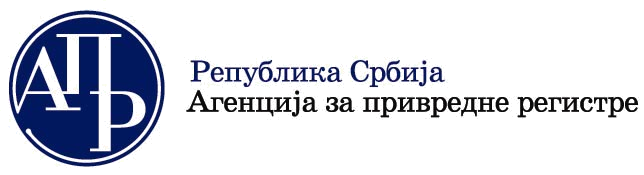 АПР
Република Србија
Агенција за привредне регистре